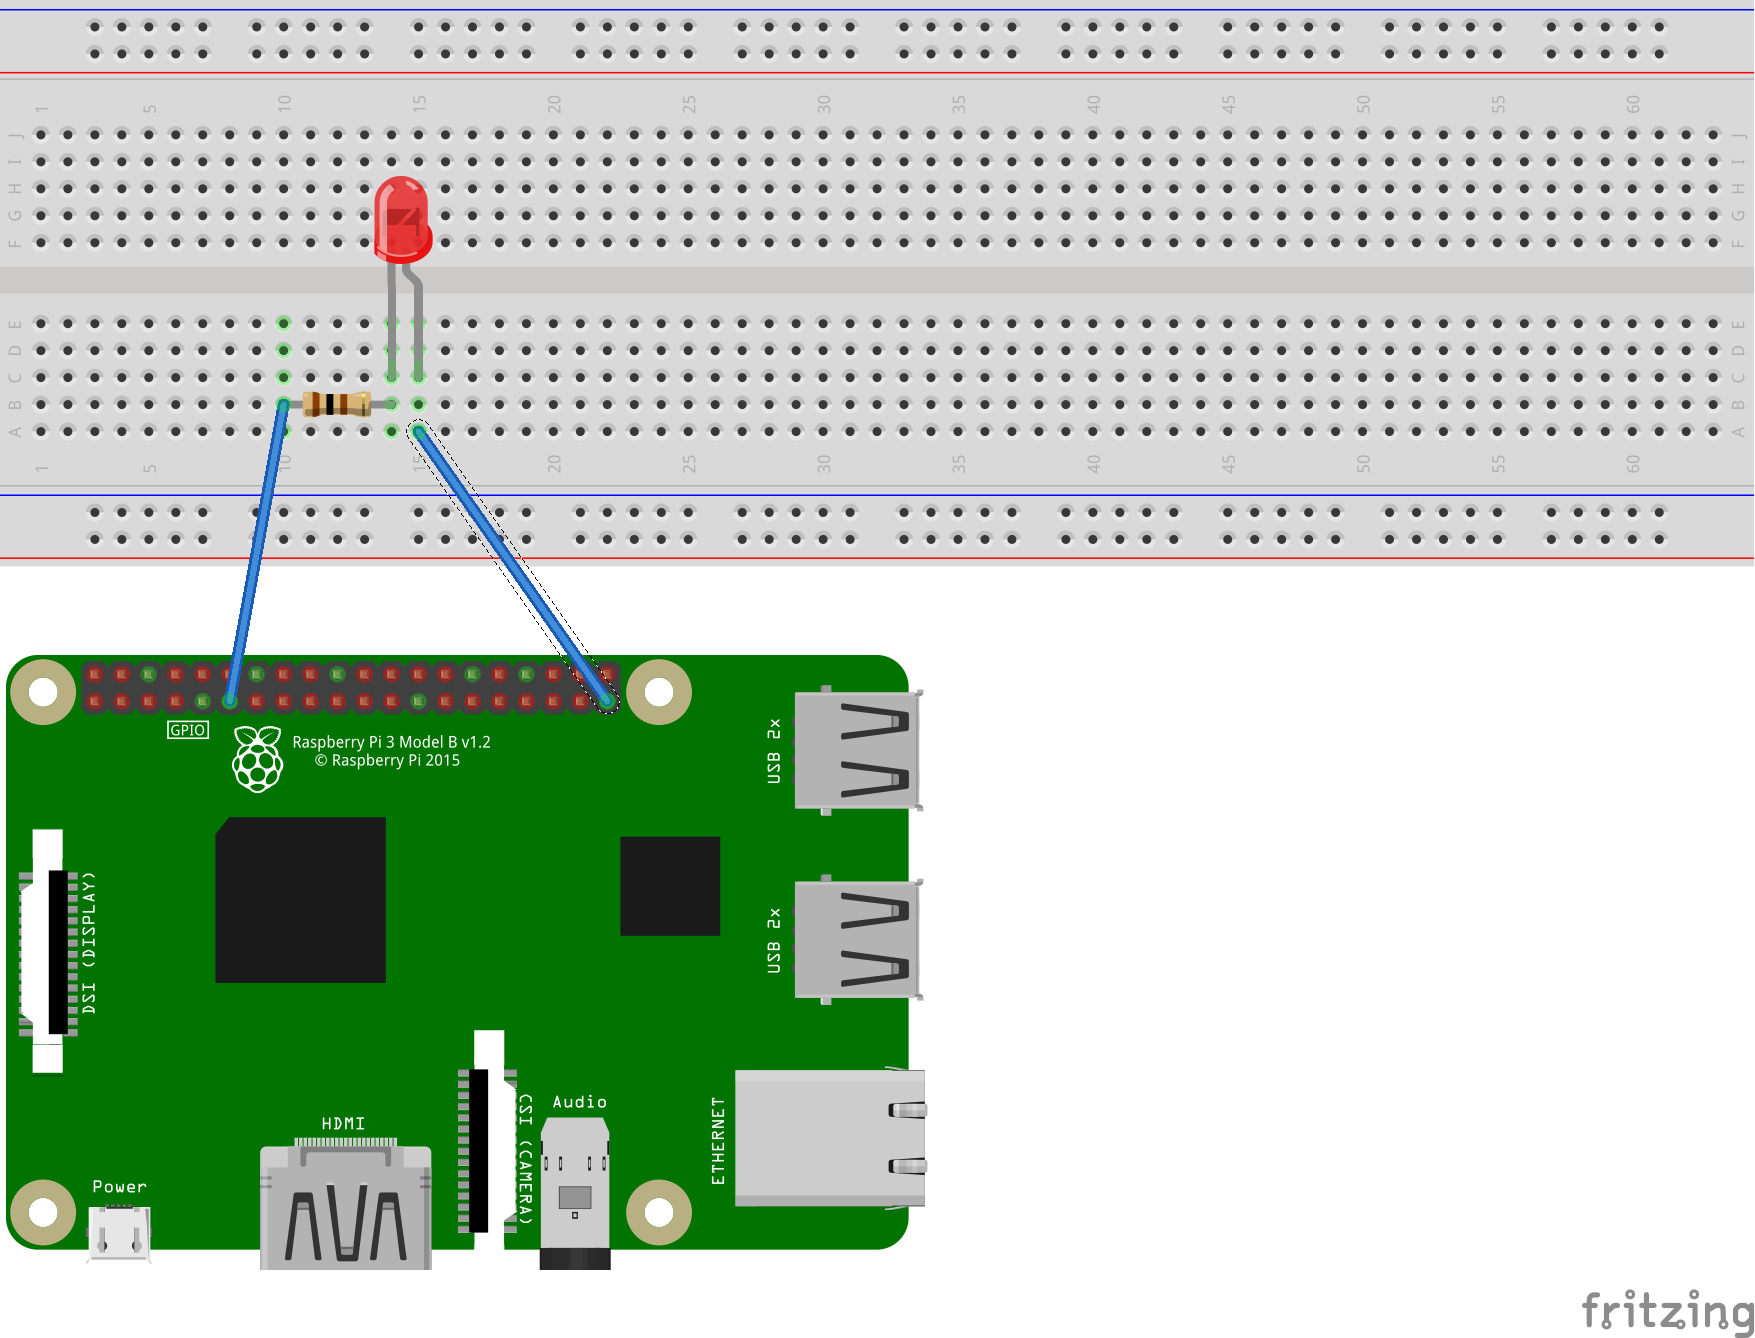 1 5 10 15 20 25 30 35 40 45 50 55 60
J J
I I
H H
G G
F F
E E
D D
C C
B B
A A
1 5 10 15 20 25 30 35 40 45 50 55 60
GPIO
Raspberry Pi 3 Model B v1.2
© Raspberry Pi 2015
USB 2x
DSI (DISPLAY)
USB 2x
CSI (CAMERA)
Audio
ETHERNET
HDMI
Power
fritzing